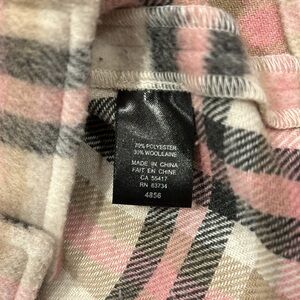 70% POLYESTER
30% WOOL/LAINE
MADE IN CHINA
FAIT EN CHINE
CA 55417
RN 83734
4856